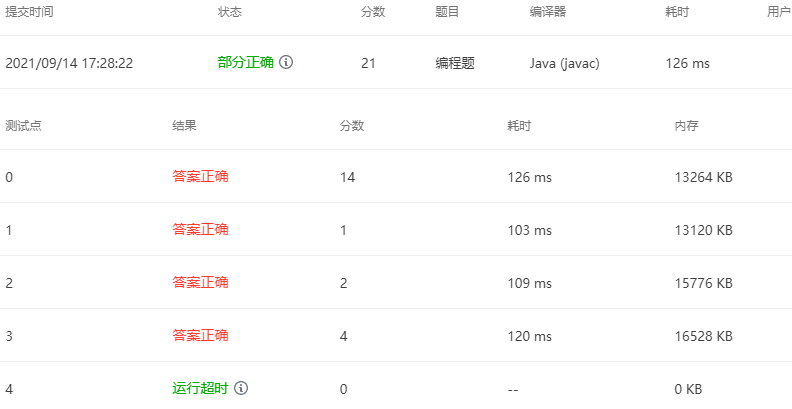 提交时间 状态 分数 题目 编译器 耗时 用户
2021/09/14 17:28:22 部分正确 21 编程题 Java (javac) 126 ms
测试点 结果 分数 耗时 内存
0 答案正确 14 126 ms 13264 KB
1 答案正确 1 103 ms 13120 KB
2 答案正确 2 109 ms 15776 KB
3 答案正确 4 120 ms 16528 KB
4 运行超时 0 -- 0 KB